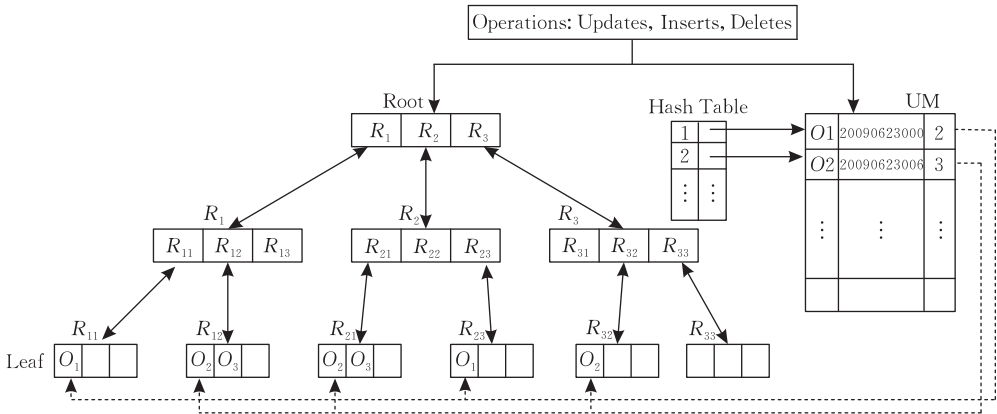 Operations: Updates, Inserts, Deletes
Root
Hash Table
UM
R1 R2 R3
1
O1 20090623000 2
2
O2 20090623006 3
⋮ ⋮
⋮ ⋮ ⋮
R1 R2 R3
R11 R12 R13
R21 R22 R23
R31 R32 R33
R11 R12 R21 R23 R32 R33
Leaf
O1
O2 O3
O2 O3
O1
O2